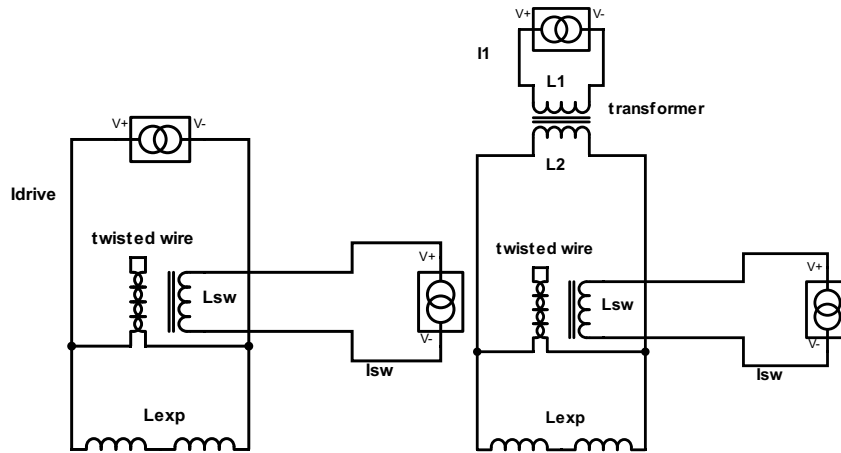 V+ V-
I1
L1
transformer
V+ V-
L2
Idrive
twisted wire
twisted wire
V+
V+
Lsw
Lsw
V-
V-
Isw
Isw
Lexp
Lexp